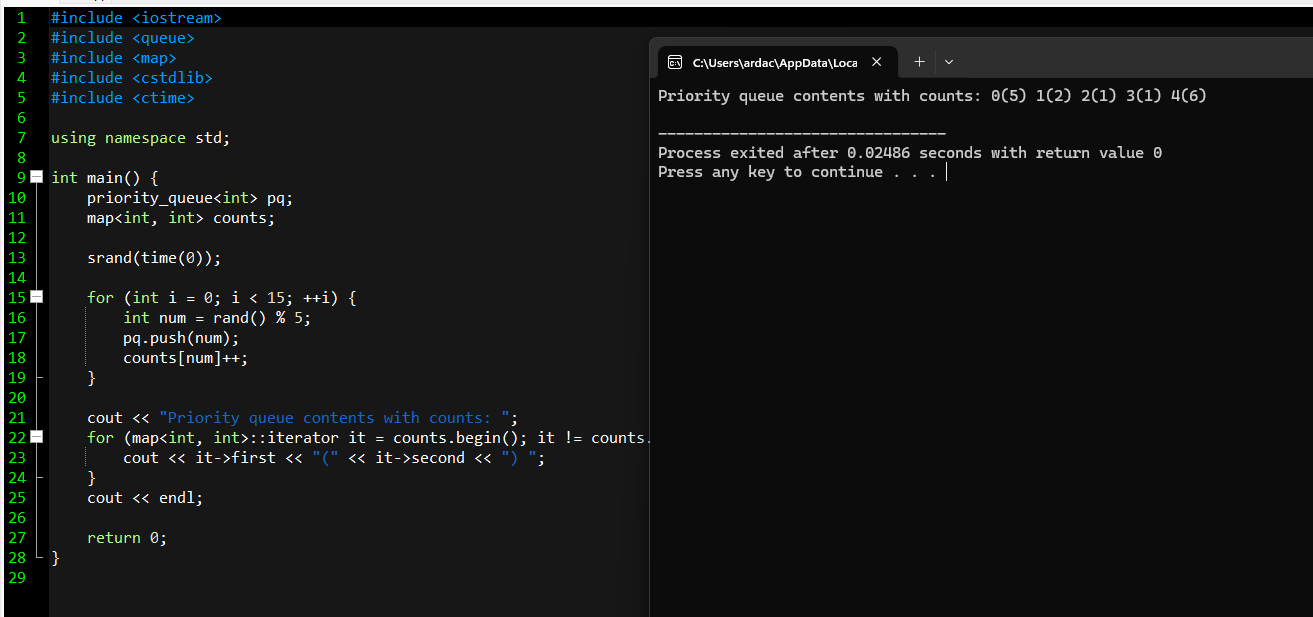 1 #include <iostream>
2 #include <queue>
3 #include <map>
4 #include <cstdlib>
5 #include <ctime>
6
7 using namespace std;
8
9 int main() {
10 priority_queue<int> pq;
11 map<int, int> counts;
12
13 srand(time(0));
14
15 for (int i = 0; i < 15; ++i) {
16 int num = rand() % 5;
17 pq.push(num);
18 counts[num]++;
19 }
20
21 cout << "Priority queue contents with counts: ";
22 for (map<int, int>::iterator it = counts.begin(); it != counts.
23 cout << it->first << "(" << it->second << ") ";
24 }
25 cout << endl;
26
27 return 0;
28 }
29
C:\Users\ardac\AppData\Loca
Priority queue contents with counts: 0(5) 1(2) 2(1) 3(1) 4(6)
--------------------------------
Process exited after 0.02486 seconds with return value 0
Press any key to continue . . .